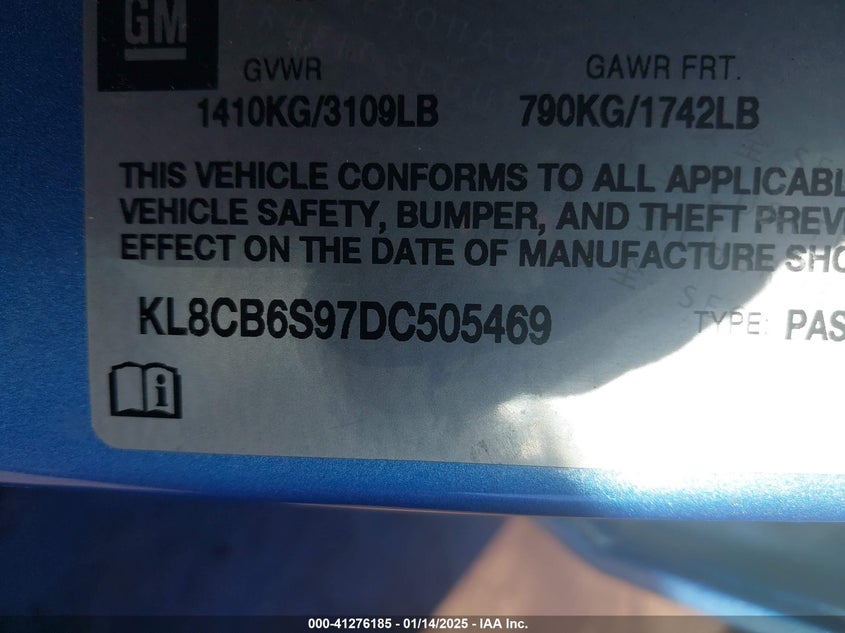 GM
GVWR GAWR FRT.
1410KG/3109LB 790KG/1742LB
THIS VEHICLE CONFORMS TO ALL APPLICABL
VEHICLE SAFETY, BUMPER, AND THEFT PREV
EFFECT ON THE DATE OF MANUFACTURE SHO
KL8CB6S97DC505469 TYPE: PAS
i
000-41276185 - 01/14/2025 - IAA Inc.